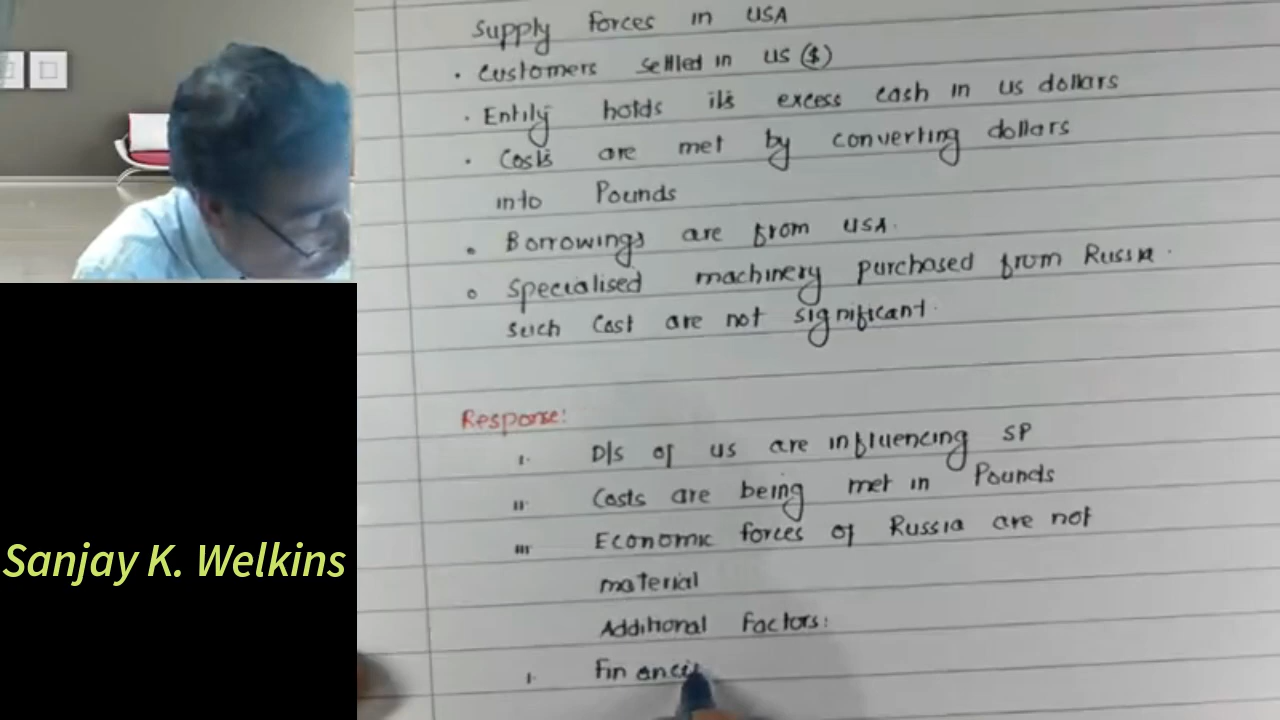 Supply forces in USA
• Customers settled in US ($)
• Entity holds its excess cash in US dollars
• Costs are met by converting dollars
into Pounds
• Borrowings are from USA.
• Specialised machinery purchased from Russia.
Such Cost are not significant.
Response:
i. D/s of US are influencing SP
ii Costs are being met in Pounds
iii Economic forces of Russia are not
material
Additional Factors:
i. Financi
Sanjay K. Welkins